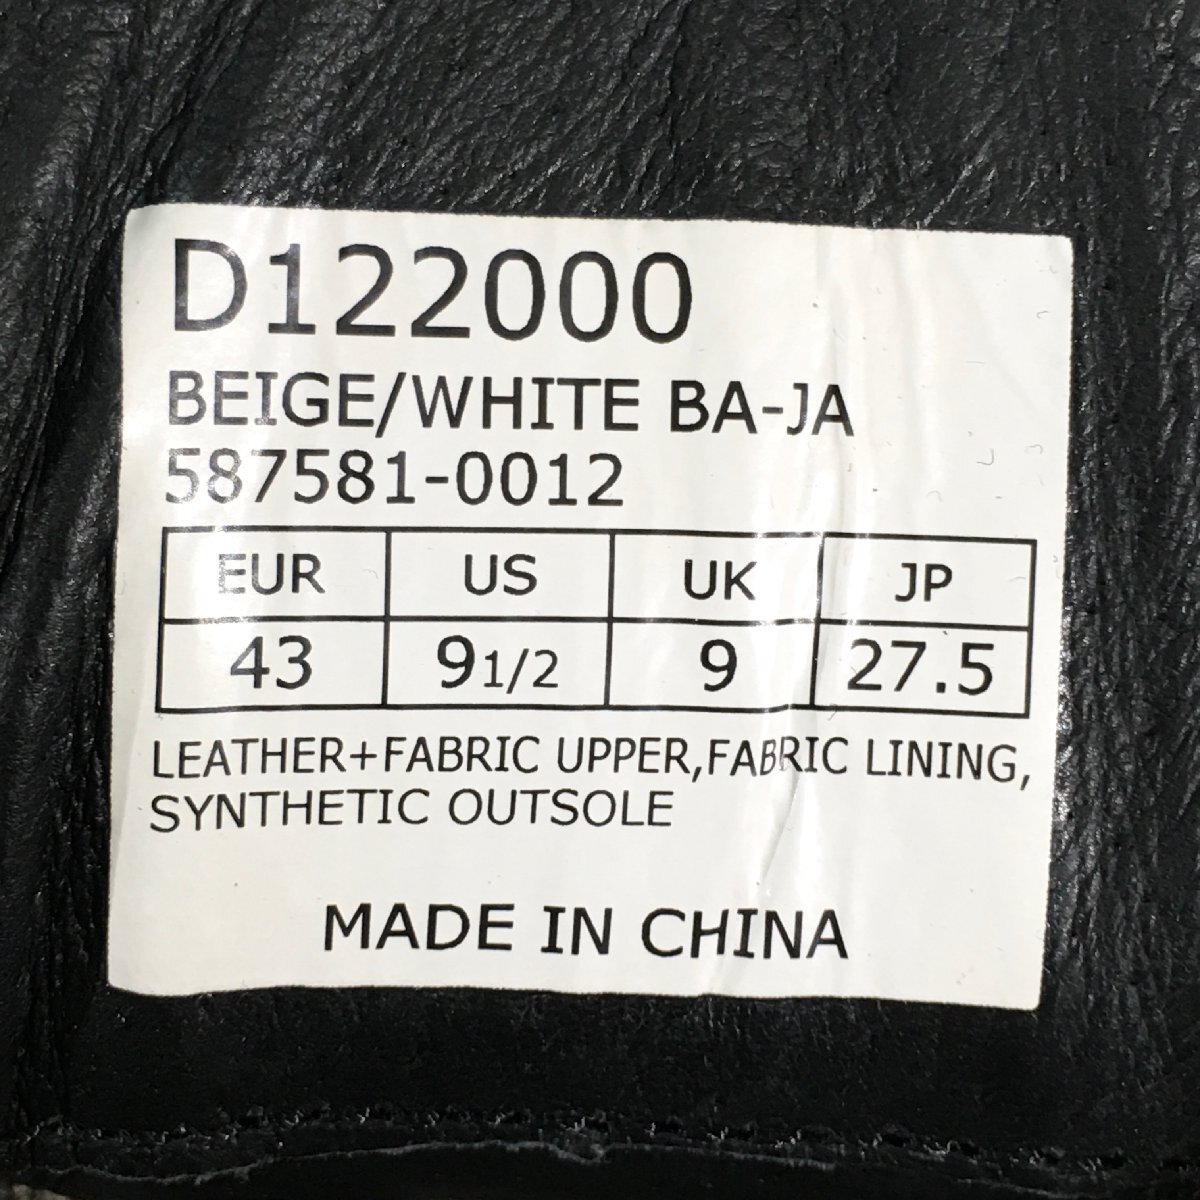 D122000
BEIGE/WHITE BA-JA
587581-0012
EUR US UK JP
43 9 1/2 9 27.5
LEATHER+FABRIC UPPER,FABRIC LINING,
SYNTHETIC OUTSOLE
MADE IN CHINA